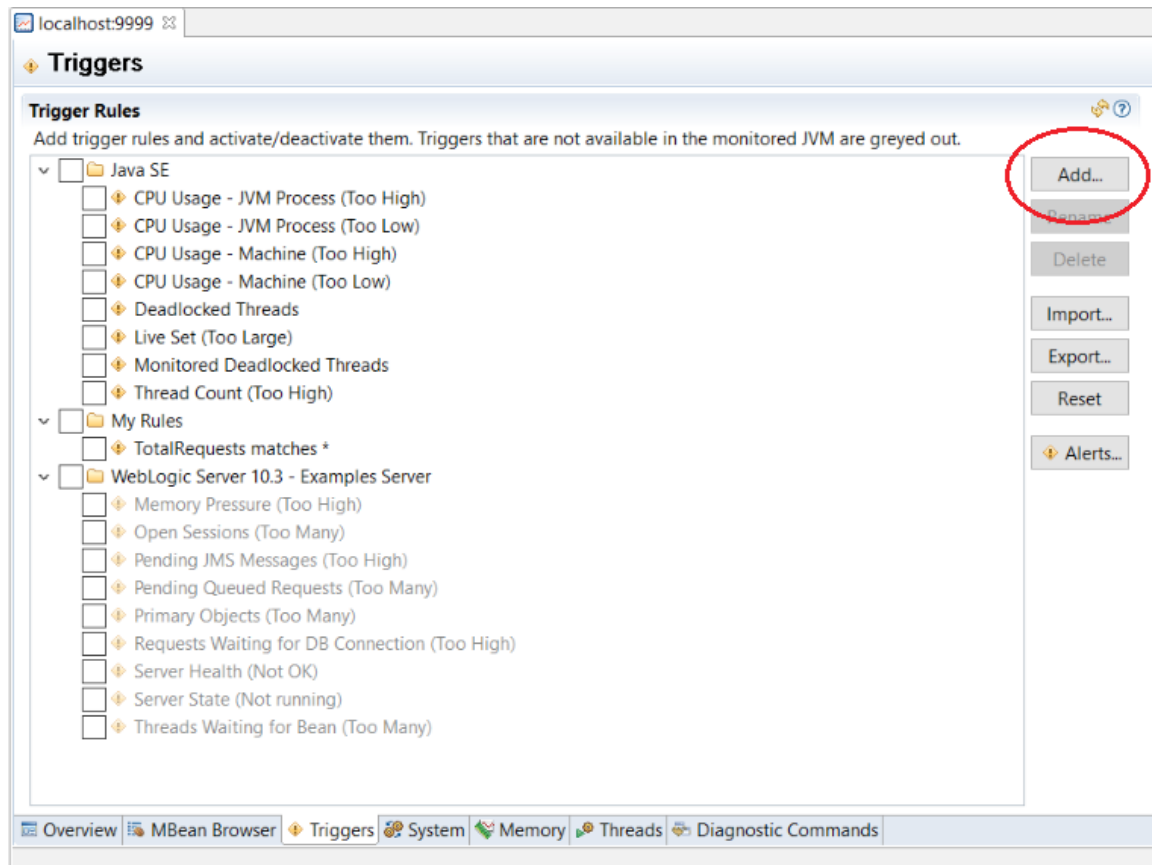 localhost:9999
Triggers
Trigger Rules
Add trigger rules and activate/deactivate them. Triggers that are not available in the monitored JVM are greyed out.
Java SE
CPU Usage - JVM Process (Too High)
CPU Usage - JVM Process (Too Low)
CPU Usage - Machine (Too High)
CPU Usage - Machine (Too Low)
Deadlocked Threads
Live Set (Too Large)
Monitored Deadlocked Threads
Thread Count (Too High)
My Rules
TotalRequests matches *
WebLogic Server 10.3 - Examples Server
Memory Pressure (Too High)
Open Sessions (Too Many)
Pending JMS Messages (Too High)
Pending Queued Requests (Too Many)
Primary Objects (Too Many)
Requests Waiting for DB Connection (Too High)
Server Health (Not OK)
Server State (Not running)
Threads Waiting for Bean (Too Many)
Add...
Rename
Delete
Import...
Export...
Reset
Alerts...
Overview MBean Browser Triggers System Memory Threads Diagnostic Commands